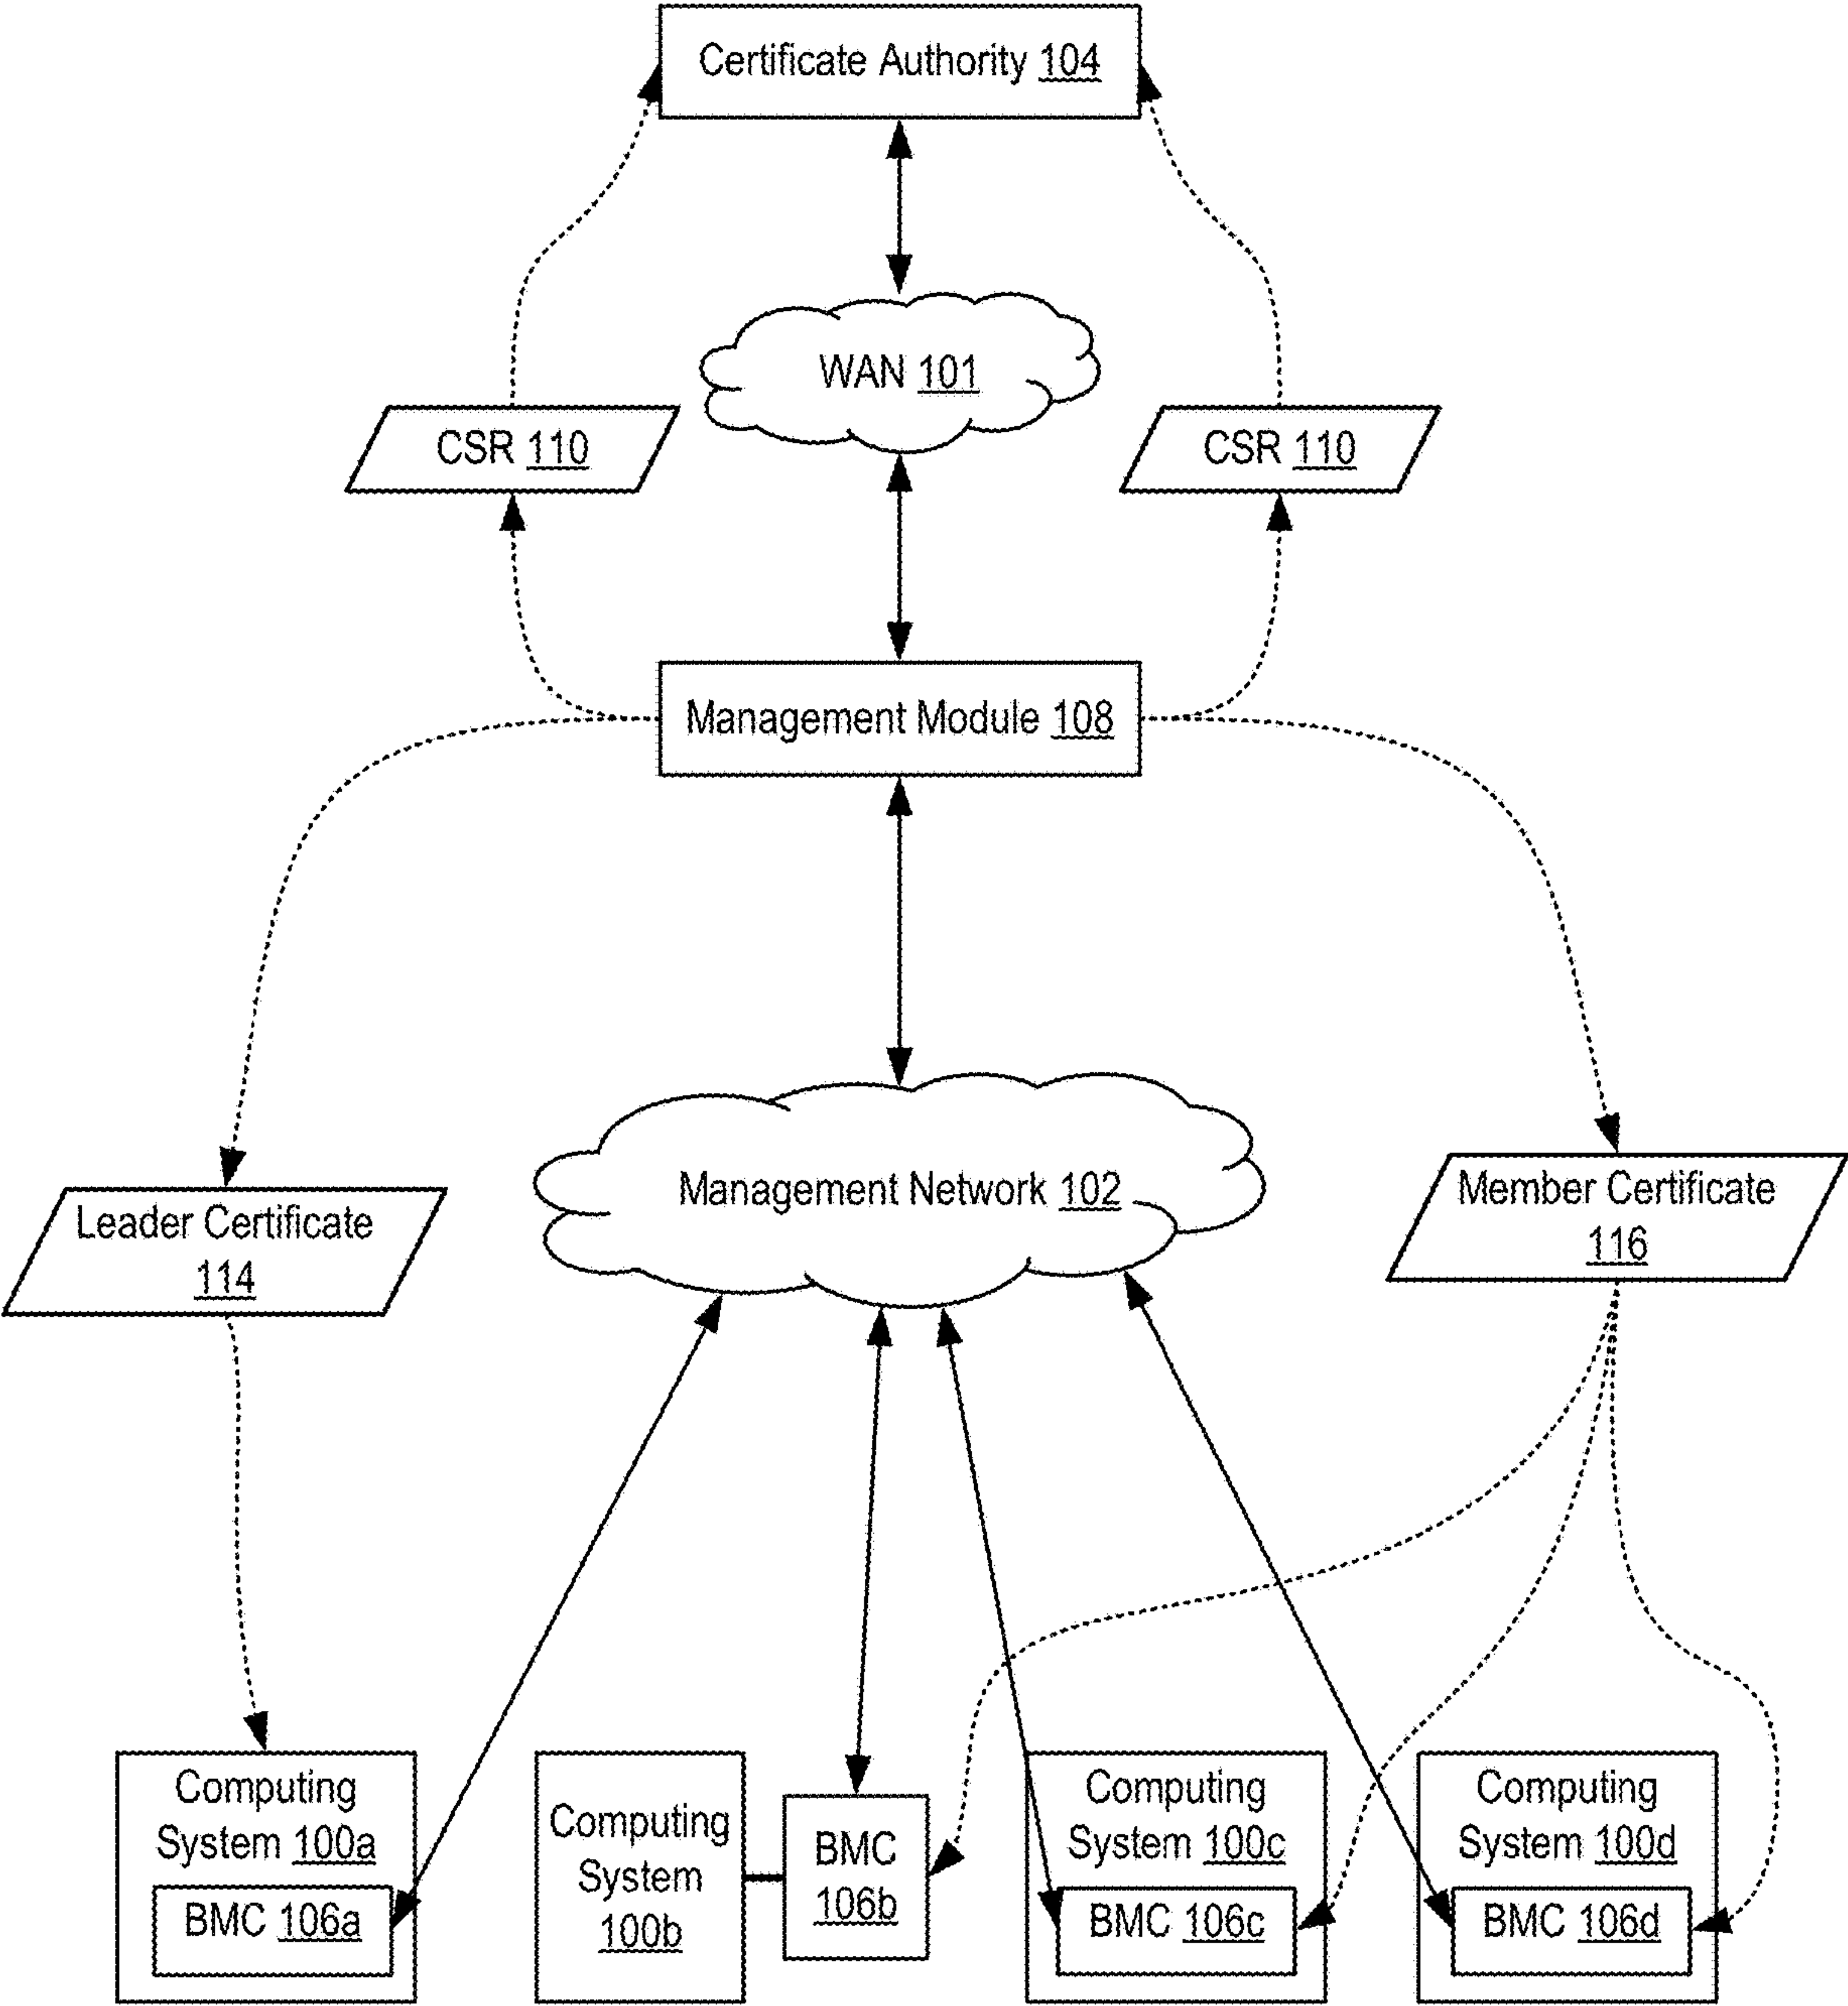 Certificate Authority 104
WAN 101
CSR 110
CSR 110
Management Module 108
Management Network 102
Leader Certificate
114
Member Certificate
116
Computing
System 100a
BMC 106a
Computing
System
100b
BMC
106b
Computing
System 100c
BMC 106c
Computing
System 100d
BMC 106d